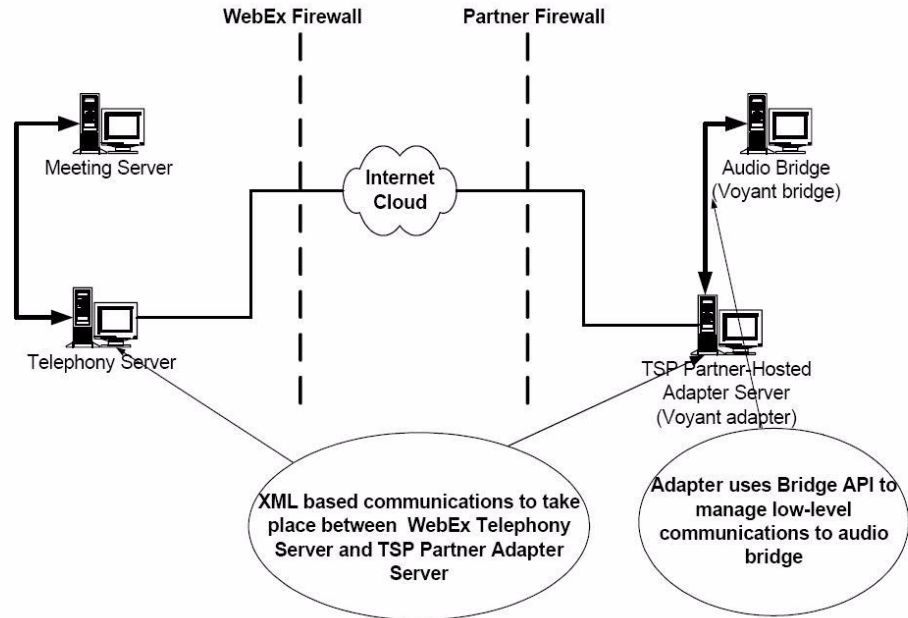 WebEx Firewall
Partner Firewall
Meeting Server
Internet
Cloud
Audio Bridge
(Voyant bridge)
Telephony Server
TSP Partner-Hosted
Adapter Server
(Voyant adapter)
XML based communications to take
place between WebEx Telephony
Server and TSP Partner Adapter
Server
Adapter uses Bridge API to
manage low-level
communications to audio
bridge